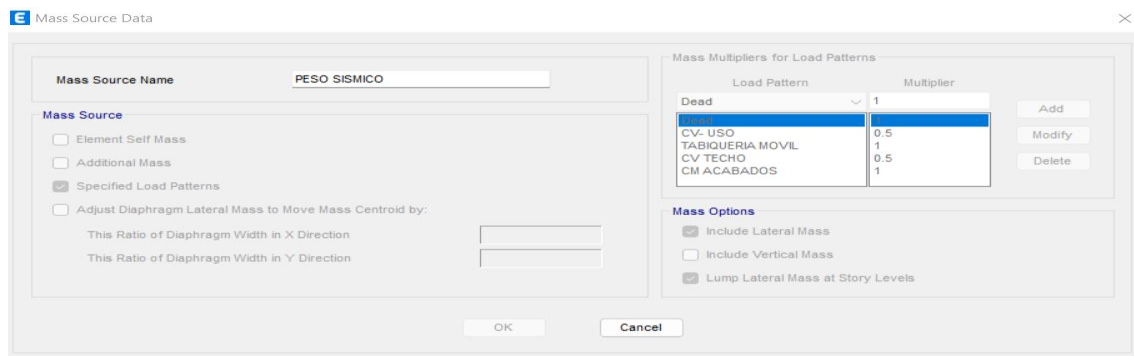 E Mass Source Data
Mass Source Name PESO SISMICO
Mass Source
Element Self Mass
Additional Mass
Specified Load Patterns
Adjust Diaphragm Lateral Mass to Move Mass Centroid by:
This Ratio of Diaphragm Width in X Direction
This Ratio of Diaphragm Width in Y Direction
Mass Multipliers for Load Patterns
Load Pattern Multiplier
Dead 1
Dead 1
CV- USO 0.5
TABIQUERIA MOVIL 1
CV TECHO 0.5
CM ACABADOS 1
Add
Modify
Delete
Mass Options
Include Lateral Mass
Include Vertical Mass
Lump Lateral Mass at Story Levels
OK Cancel